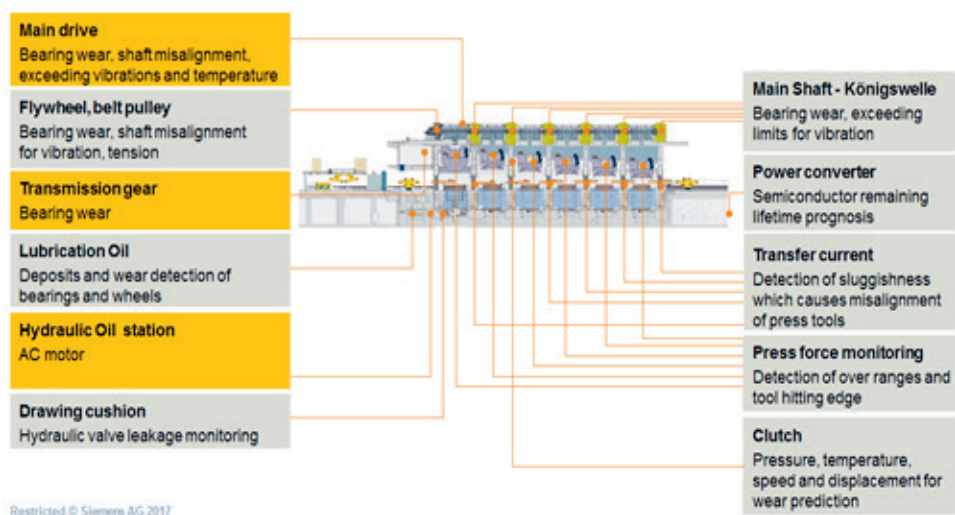 Main drive
Bearing wear, shaft misalignment,
exceeding vibrations and temperature
Flywheel, belt pulley
Bearing wear, shaft misalignment
for vibration, tension
Transmission gear
Bearing wear
Lubrication Oil
Deposits and wear detection of
bearings and wheels
Hydraulic Oil station
AC motor
Drawing cushion
Hydraulic valve leakage monitoring
Main Shaft - Königswelle
Bearing wear, exceeding
limits for vibration
Power converter
Semiconductor remaining
lifetime prognosis
Transfer current
Detection of sluggishness
which causes misalignment
of press tools
Press force monitoring
Detection of over ranges and
tool hitting edge
Clutch
Pressure, temperature,
speed and displacement for
wear prediction
Restricted © Siemens AG 2017